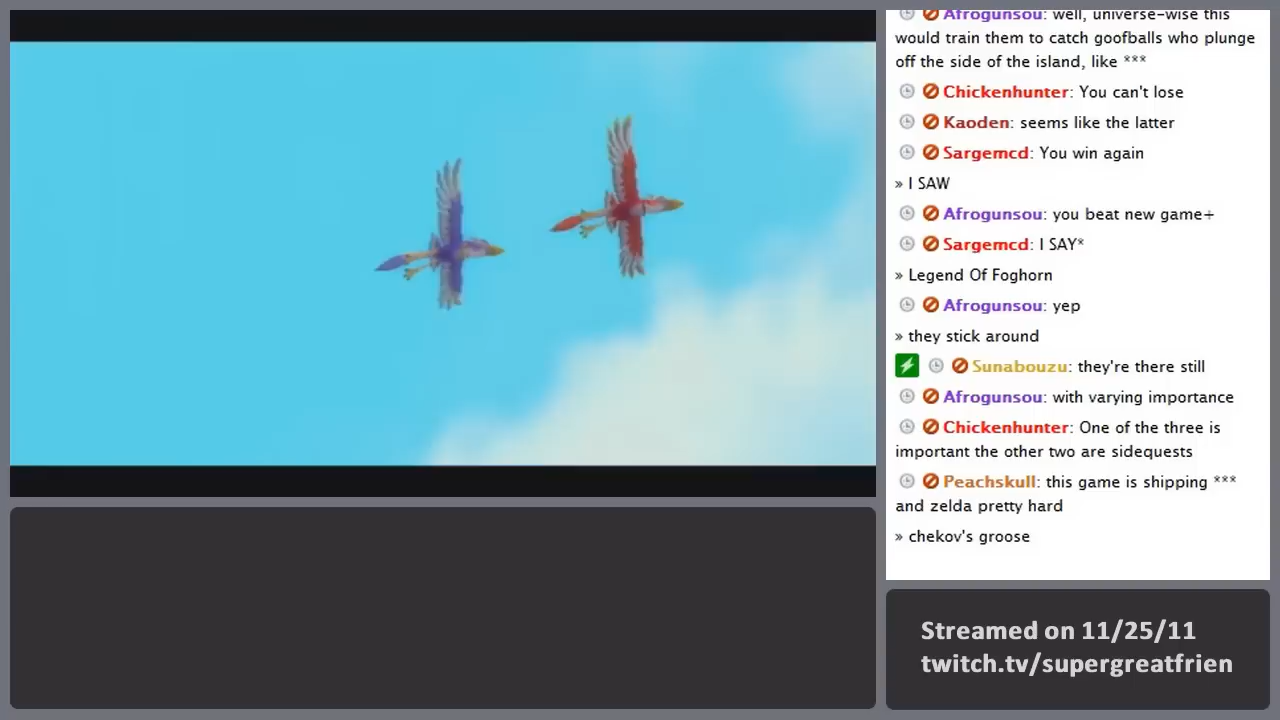 Afrogunsou: well, universe-wise this
would train them to catch goofballs who plunge
off the side of the island, like ***
Chickenhunter: You can't lose
Kaoden: seems like the latter
Sargemcd: You win again
» I SAW
Afrogunsou: you beat new game+
Sargemcd: I SAY*
» Legend Of Foghorn
Afrogunsou: yep
» they stick around
Sunabouzu: they're there still
Afrogunsou: with varying importance
Chickenhunter: One of the three is
important the other two are sidequests
Peachskull: this game is shipping ***
and zelda pretty hard
» chekov's groose
Streamed on 11/25/11
twitch.tv/supergreatfrien